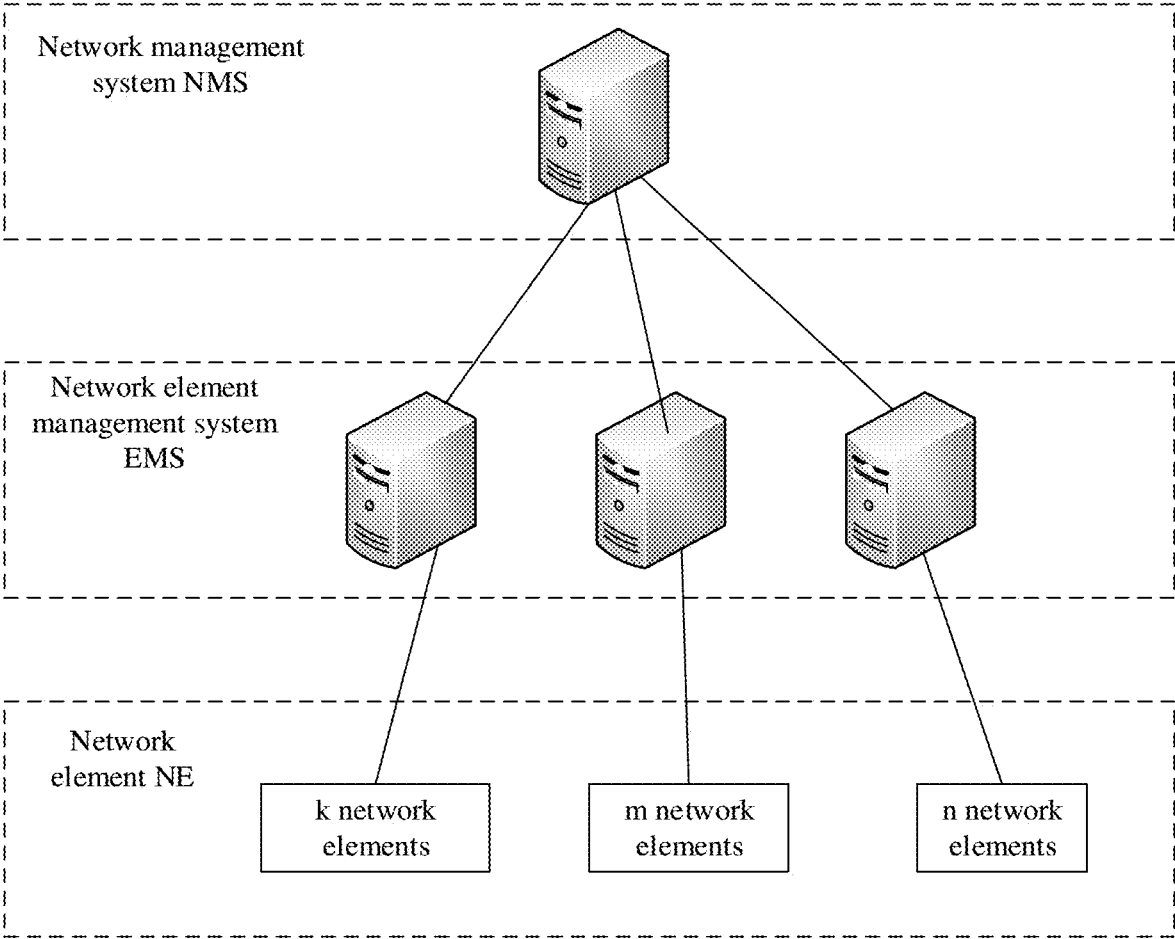 Network management
system NMS
Network element
management system
EMS
Network
element NE
k network
elements
m network
elements
n network
elements